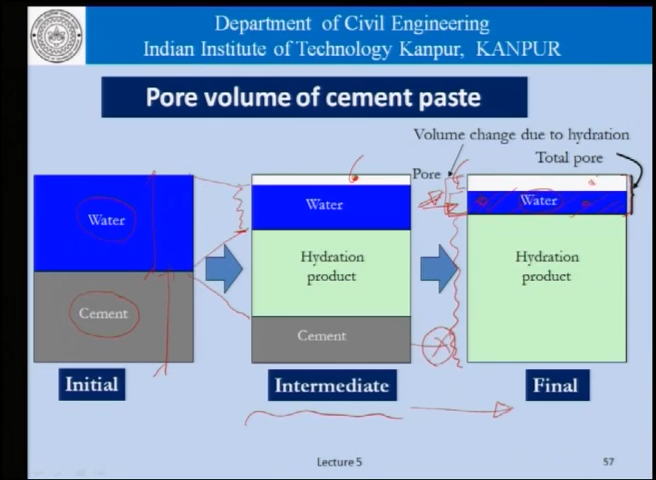 Department of Civil Engineering
Indian Institute of Technology Kanpur, KANPUR
Pore volume of cement paste
Volume change due to hydration
Total pore
Pore
Water
Water
Water
Hydration
product
Hydration
product
Cement
Cement
Initial
Intermediate
Final
Lecture 5
57